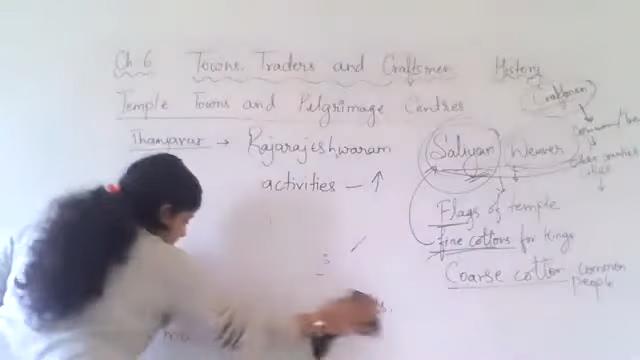 Ch 6 Towns, Traders and Craftsmen History
Temple Towns and Pilgrimage Centres
Thanjavur → Rajarajeshwaram
activities — ↑
Craftsmen
Saliyar Weaver
Flags of temple
fine cottons for kings
Coarse cotton common people